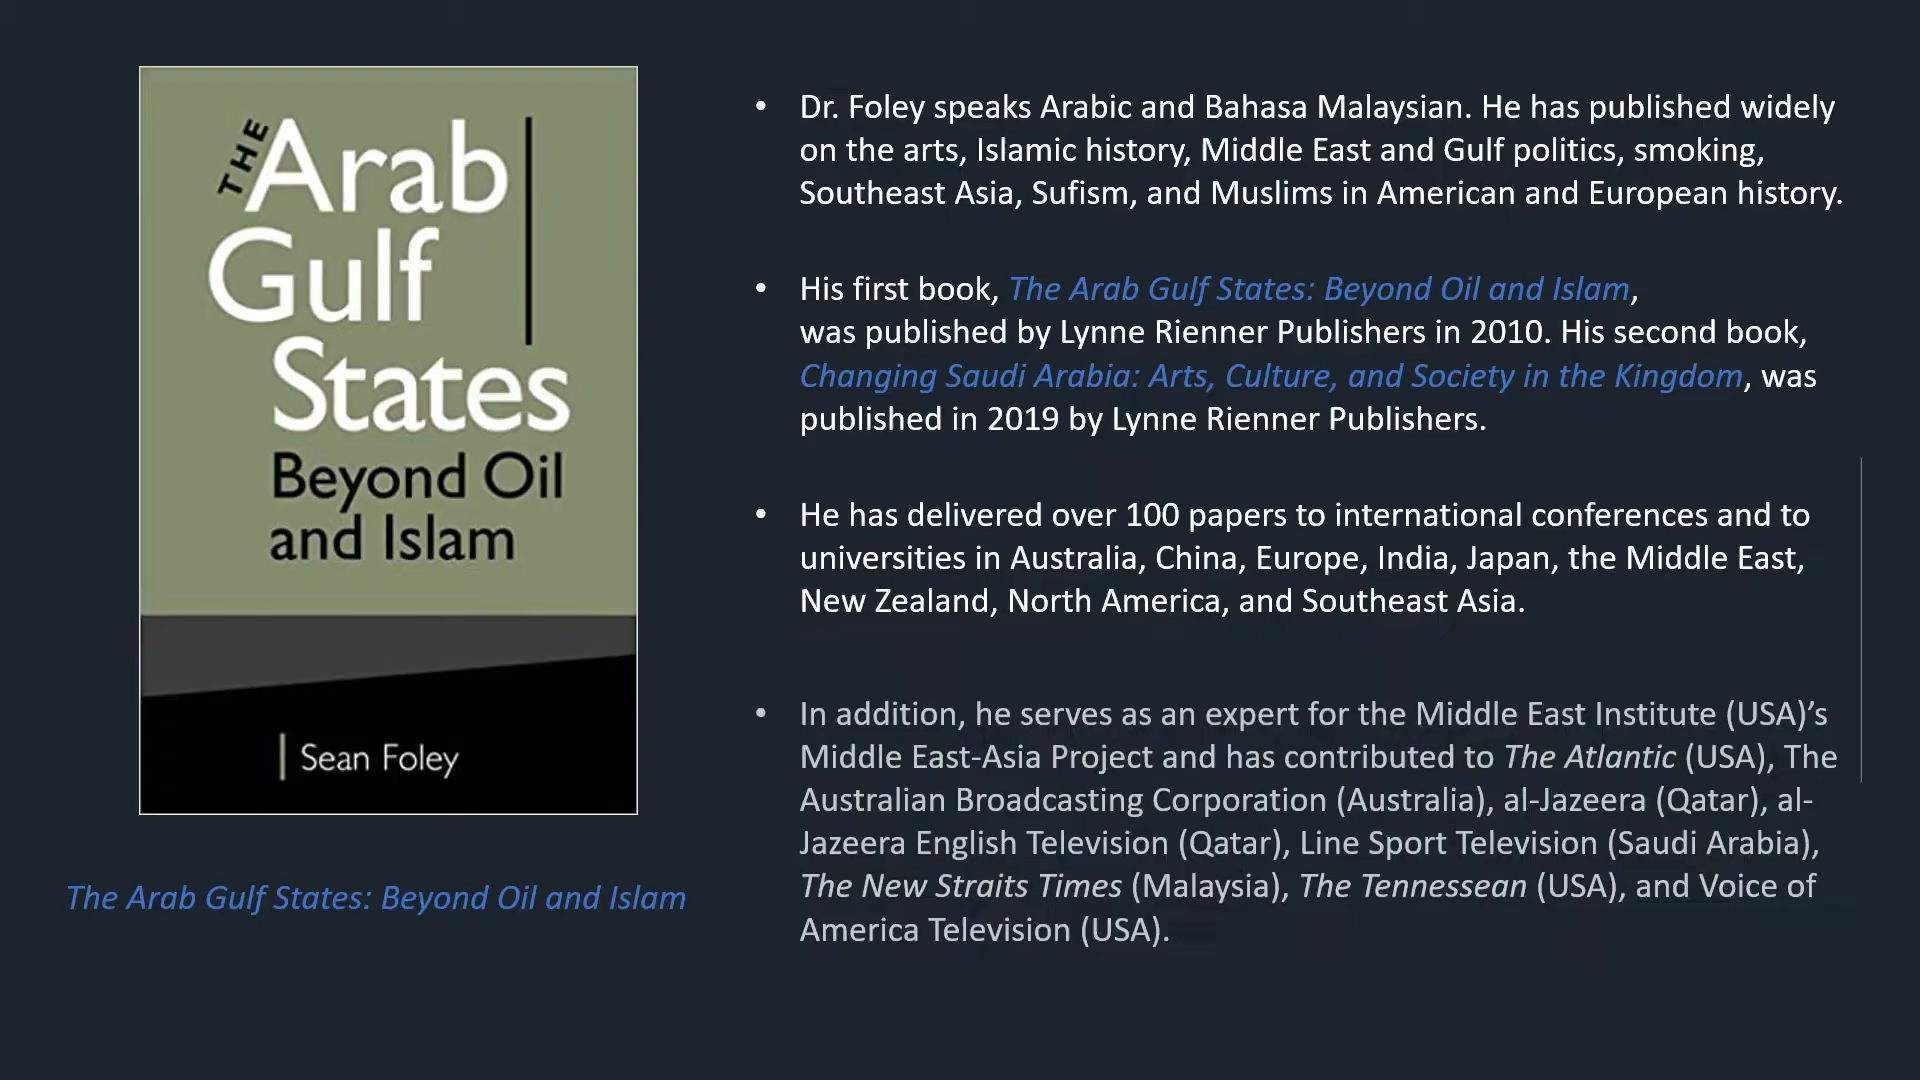 THE
Arab
Gulf
States
Beyond Oil
and Islam
Sean Foley
The Arab Gulf States: Beyond Oil and Islam
• Dr. Foley speaks Arabic and Bahasa Malaysian. He has published widely
on the arts, Islamic history, Middle East and Gulf politics, smoking,
Southeast Asia, Sufism, and Muslims in American and European history.
• His first book, The Arab Gulf States: Beyond Oil and Islam,
was published by Lynne Rienner Publishers in 2010. His second book,
Changing Saudi Arabia: Arts, Culture, and Society in the Kingdom, was
published in 2019 by Lynne Rienner Publishers.
• He has delivered over 100 papers to international conferences and to
universities in Australia, China, Europe, India, Japan, the Middle East,
New Zealand, North America, and Southeast Asia.
• In addition, he serves as an expert for the Middle East Institute (USA)’s
Middle East-Asia Project and has contributed to The Atlantic (USA), The
Australian Broadcasting Corporation (Australia), al-Jazeera (Qatar), al-
Jazeera English Television (Qatar), Line Sport Television (Saudi Arabia),
The New Straits Times (Malaysia), The Tennessean (USA), and Voice of
America Television (USA).